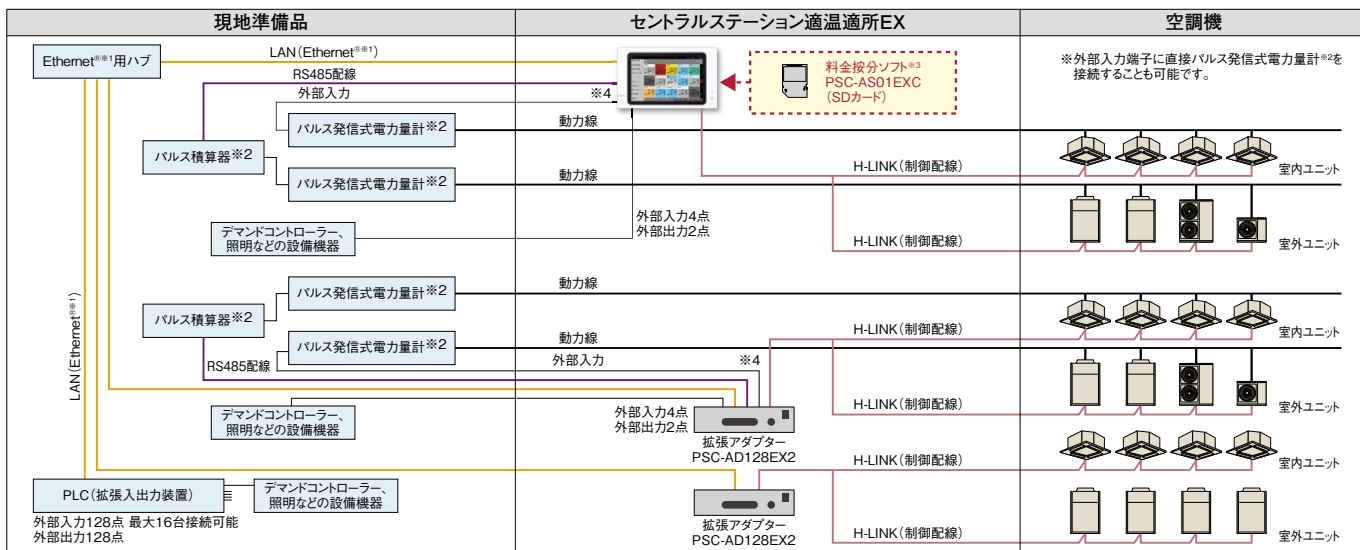 現地準備品
セントラルステーション適温適所EX
空調機
Ethernet®※1用ハブ
LAN(Ethernet®※1)
RS485配線
外部入力
※4
料金按分ソフト※3
PSC-AS01EXC
(SDカード)
※外部入力端子に直接パルス発信式電力量計※2を
接続することも可能です。
パルス発信式電力量計※2
動力線
パルス積算器※2
パルス発信式電力量計※2
動力線
H-LINK(制御配線)
室内ユニット
デマンドコントローラー、
照明などの設備機器
外部入力4点
外部出力2点
H-LINK(制御配線)
室外ユニット
LAN(Ethernet®※1)
パルス発信式電力量計※2
動力線
パルス積算器※2
パルス発信式電力量計※2
動力線
H-LINK(制御配線)
室内ユニット
RS485配線
外部入力
※4
デマンドコントローラー、
照明などの設備機器
外部入力4点
外部出力2点
H-LINK(制御配線)
室外ユニット
拡張アダプター
PSC-AD128EX2
H-LINK(制御配線)
室内ユニット
PLC(拡張入出力装置)
デマンドコントローラー、
照明などの設備機器
外部入力128点 最大16台接続可能
外部出力128点
拡張アダプター
PSC-AD128EX2
H-LINK(制御配線)
室外ユニット